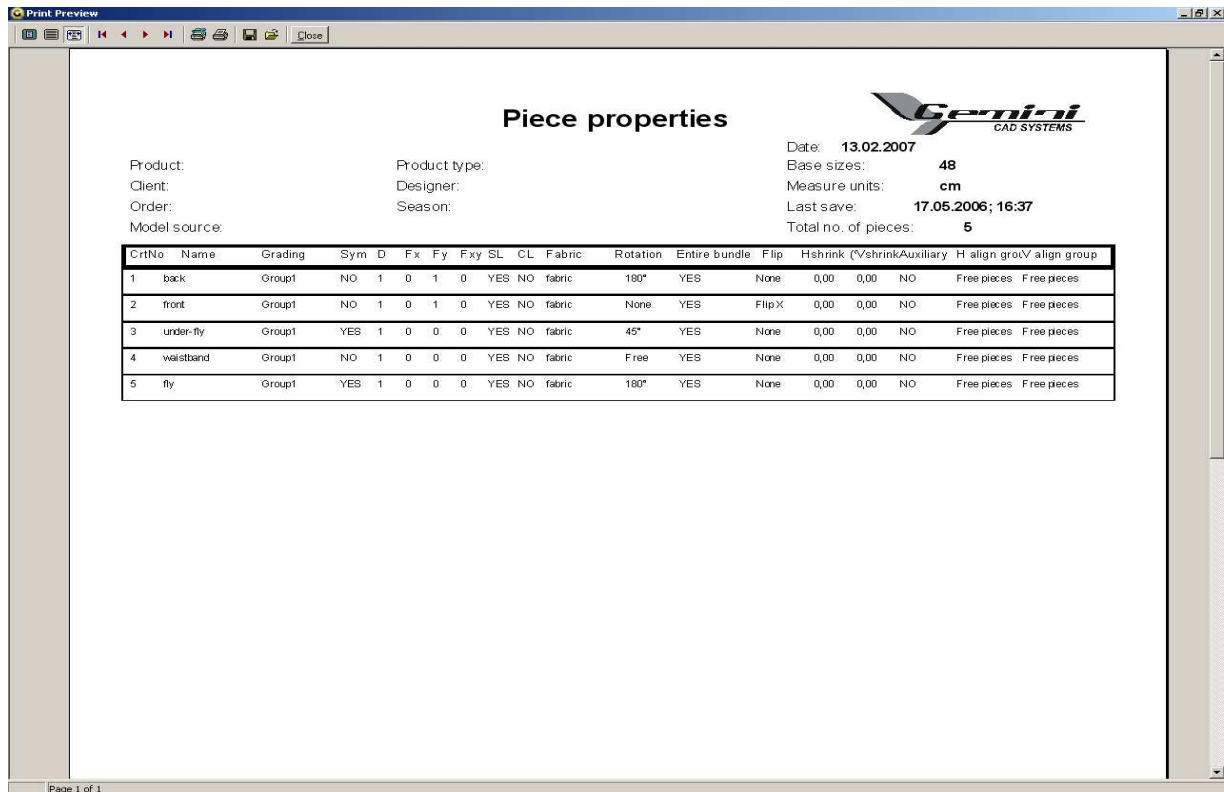 Print Preview
Close
Piece properties
Gemini
CAD SYSTEMS
Date: 13.02.2007
Product: Product type: Base sizes: 48
Client: Designer: Measure units: cm
Order: Season: Last save: 17.05.2006; 16:37
Model source: Total no. of pieces: 5
CrtNo Name Grading Sym D Fx Fy Fxy SL CL Fabric Rotation Entire bundle Flip Hshrink (°VshrinkAuxiliary H align grouV align group
1 back Group1 NO 1 0 1 0 YES NO fabric 180° YES None 0,00 0,00 NO Free pieces Free pieces
2 front Group1 NO 1 0 1 0 YES NO fabric None YES Flip X 0,00 0,00 NO Free pieces Free pieces
3 under-fly Group1 YES 1 0 0 0 YES NO fabric 45° YES None 0,00 0,00 NO Free pieces Free pieces
4 waistband Group1 NO 1 0 0 0 YES NO fabric Free YES None 0,00 0,00 NO Free pieces Free pieces
5 fly Group1 YES 1 0 0 0 YES NO fabric 180° YES None 0,00 0,00 NO Free pieces Free pieces
Page 1 of 1